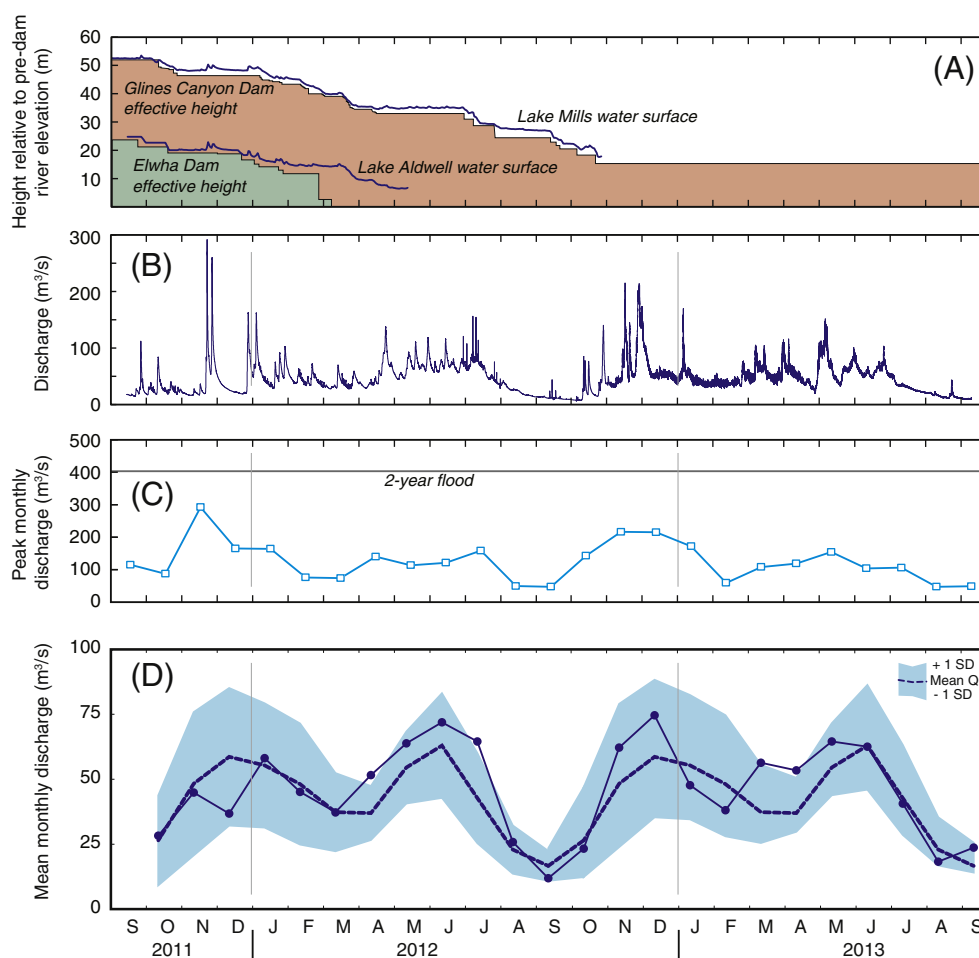 Height relative to pre-dam
river elevation (m)
60
50
40
30
20
10
(A)
Glines Canyon Dam
effective height
Lake Mills water surface
Elwha Dam
effective height
Lake Aldwell water surface
Discharge (m³/s)
300
200
100
0
(B)
Peak monthly
discharge (m³/s)
500
400
300
200
100
0
(C)
2-year flood
Mean monthly discharge (m³/s)
100
75
50
25
0
(D)
+ 1 SD
Mean Q
- 1 SD
S O N D J F M A M J J A S O N D J F M A M J J A S
2011 2012 2013